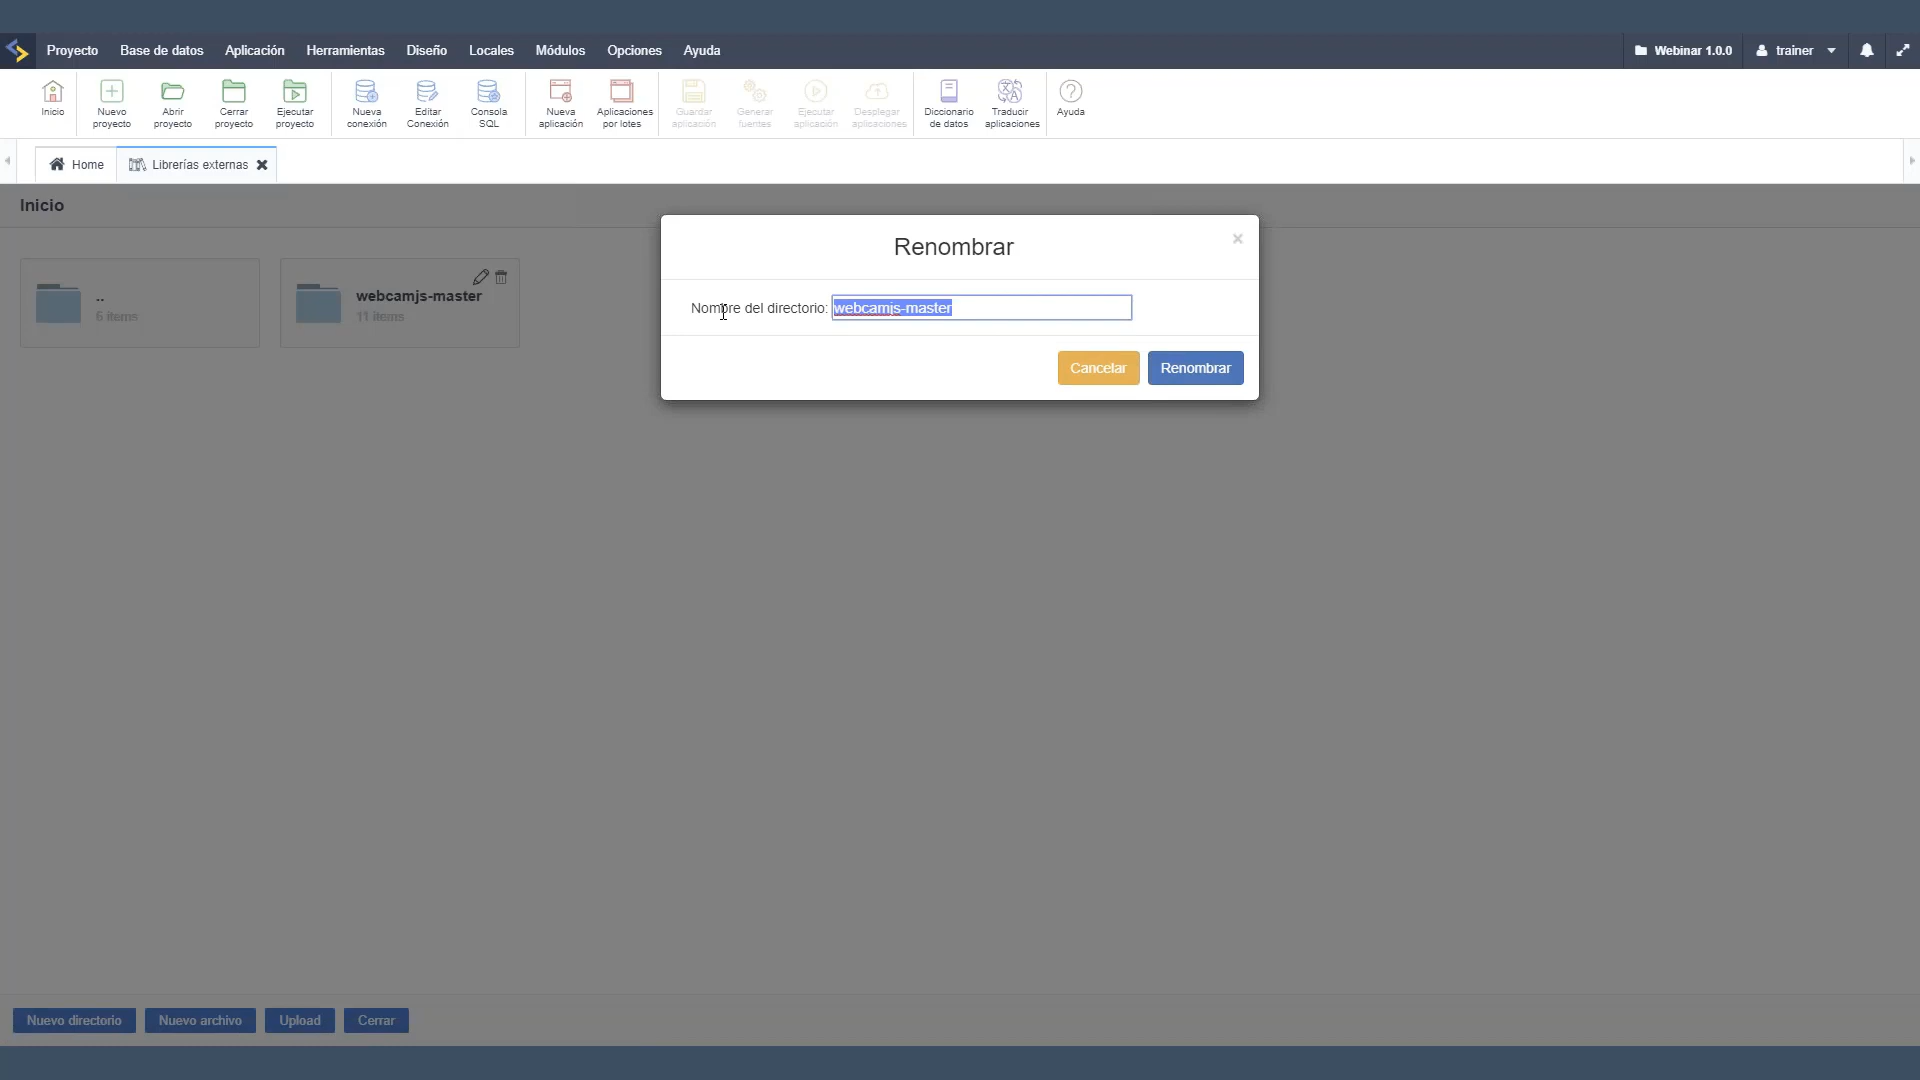 Proyecto Base de datos Aplicación Herramientas Diseño Locales Módulos Opciones Ayuda Webinar 1.0.0 trainer
Inicio
Nuevo
proyecto
Abrir
proyecto
Cerrar
proyecto
Ejecutar
proyecto
Nueva
conexión
Editar
Conexión
Consola
SQL
Nueva
aplicación
Aplicaciones
por lotes
Guardar
aplicación
Generar
fuentes
Ejecutar
aplicación
Desplegar
aplicaciones
Diccionario
de datos
Traducir
aplicaciones
Ayuda
Home Librerías externas
Inicio
..
6 items
webcamjs-master
11 items
Renombrar
×
Nombre del directorio: webcamjs-master
Cancelar Renombrar
Nuevo directorio Nuevo archivo Upload Cerrar